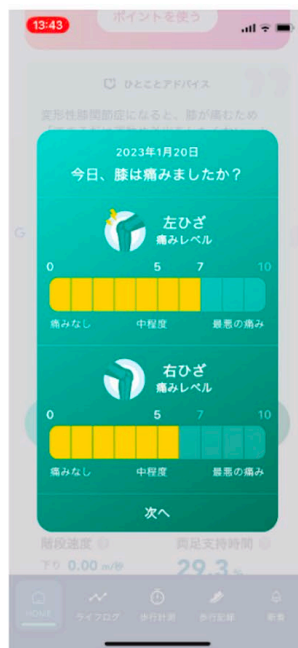 13:43
ポイントを使う
ひとことアドバイス
変形性膝関節症になると、膝が痛むため
2023年1月20日
今日、膝は痛みましたか？
左ひざ
痛みレベル
0 5 7 10
痛みなし 中程度 最悪の痛み
右ひざ
痛みレベル
0 5 7 10
痛みなし 中程度 最悪の痛み
次へ
階段速度 両足支持時間
下り 0.00 m/秒 29.3
HOME ライフログ 歩行計測 歩行記録 新着